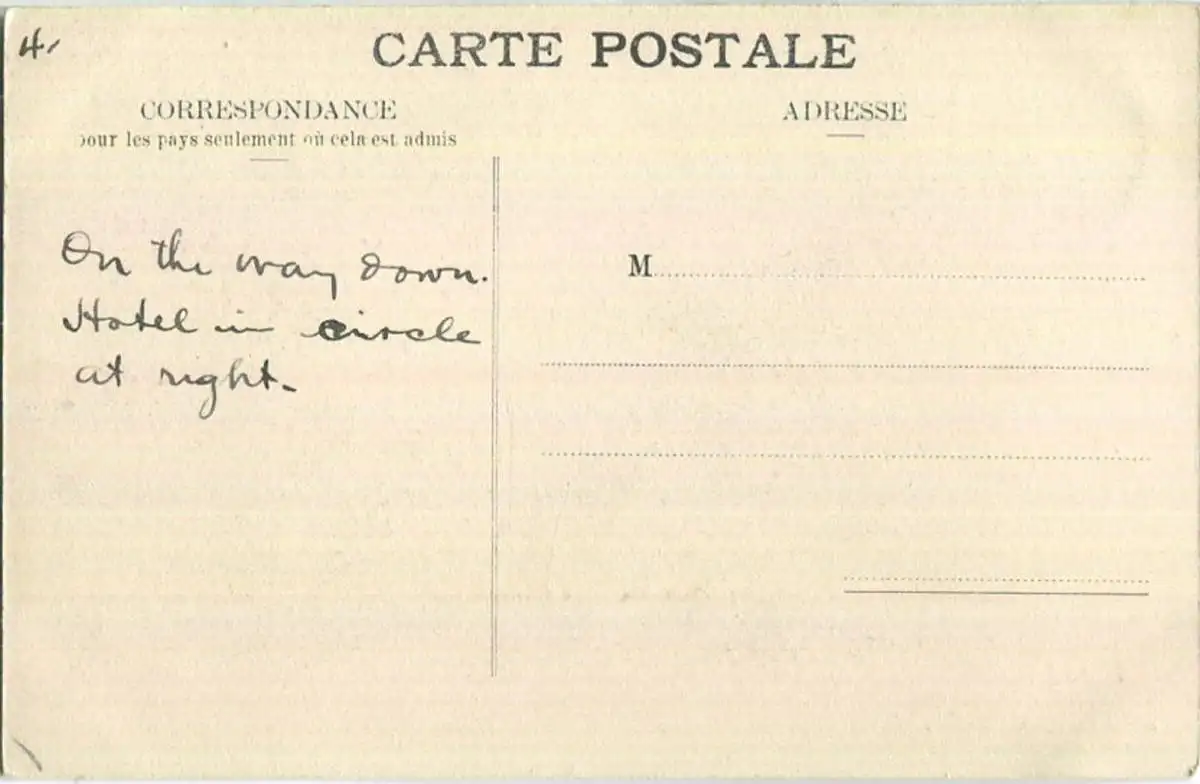 4.
CARTE POSTALE
CORRESPONDANCE
pour les pays seulement où cela est admis
ADRESSE
On the way down.
Hotel in circle
at right.
M